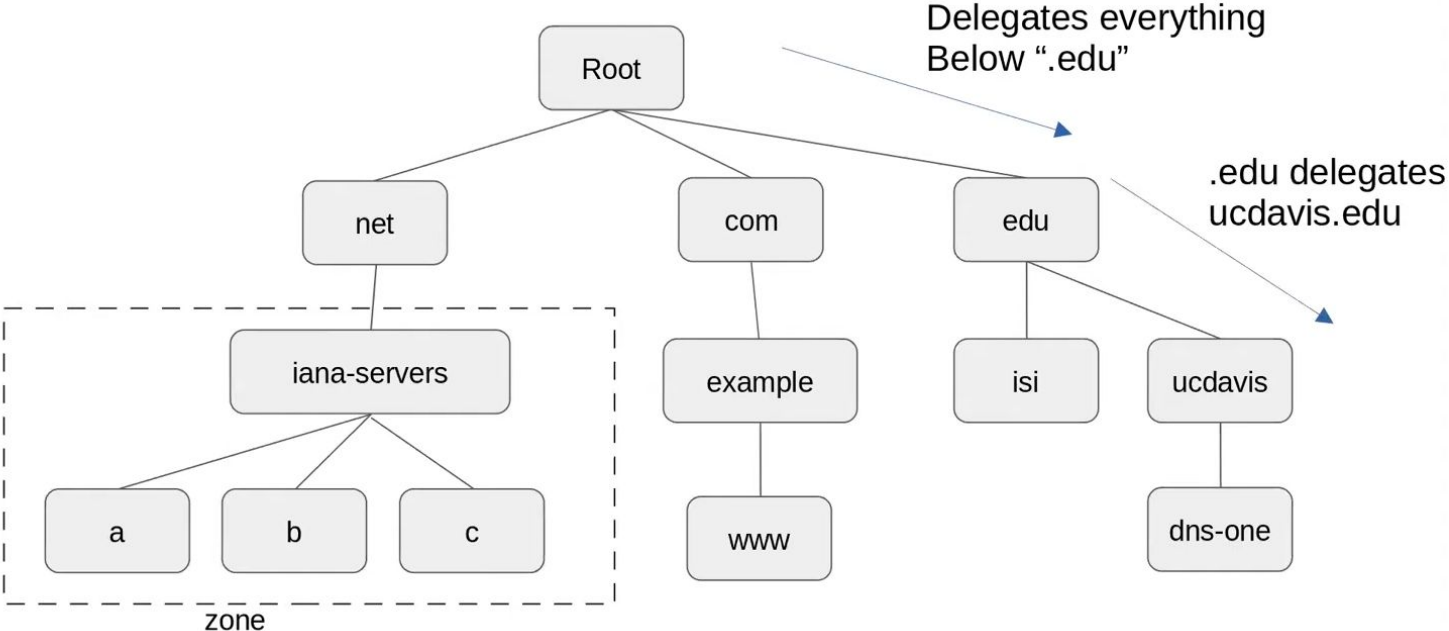 Delegates everything
Below “.edu”
Root
.edu delegates
ucdavis.edu
net
com
edu
iana-servers
example
isi
ucdavis
a
b
c
www
dns-one
zone